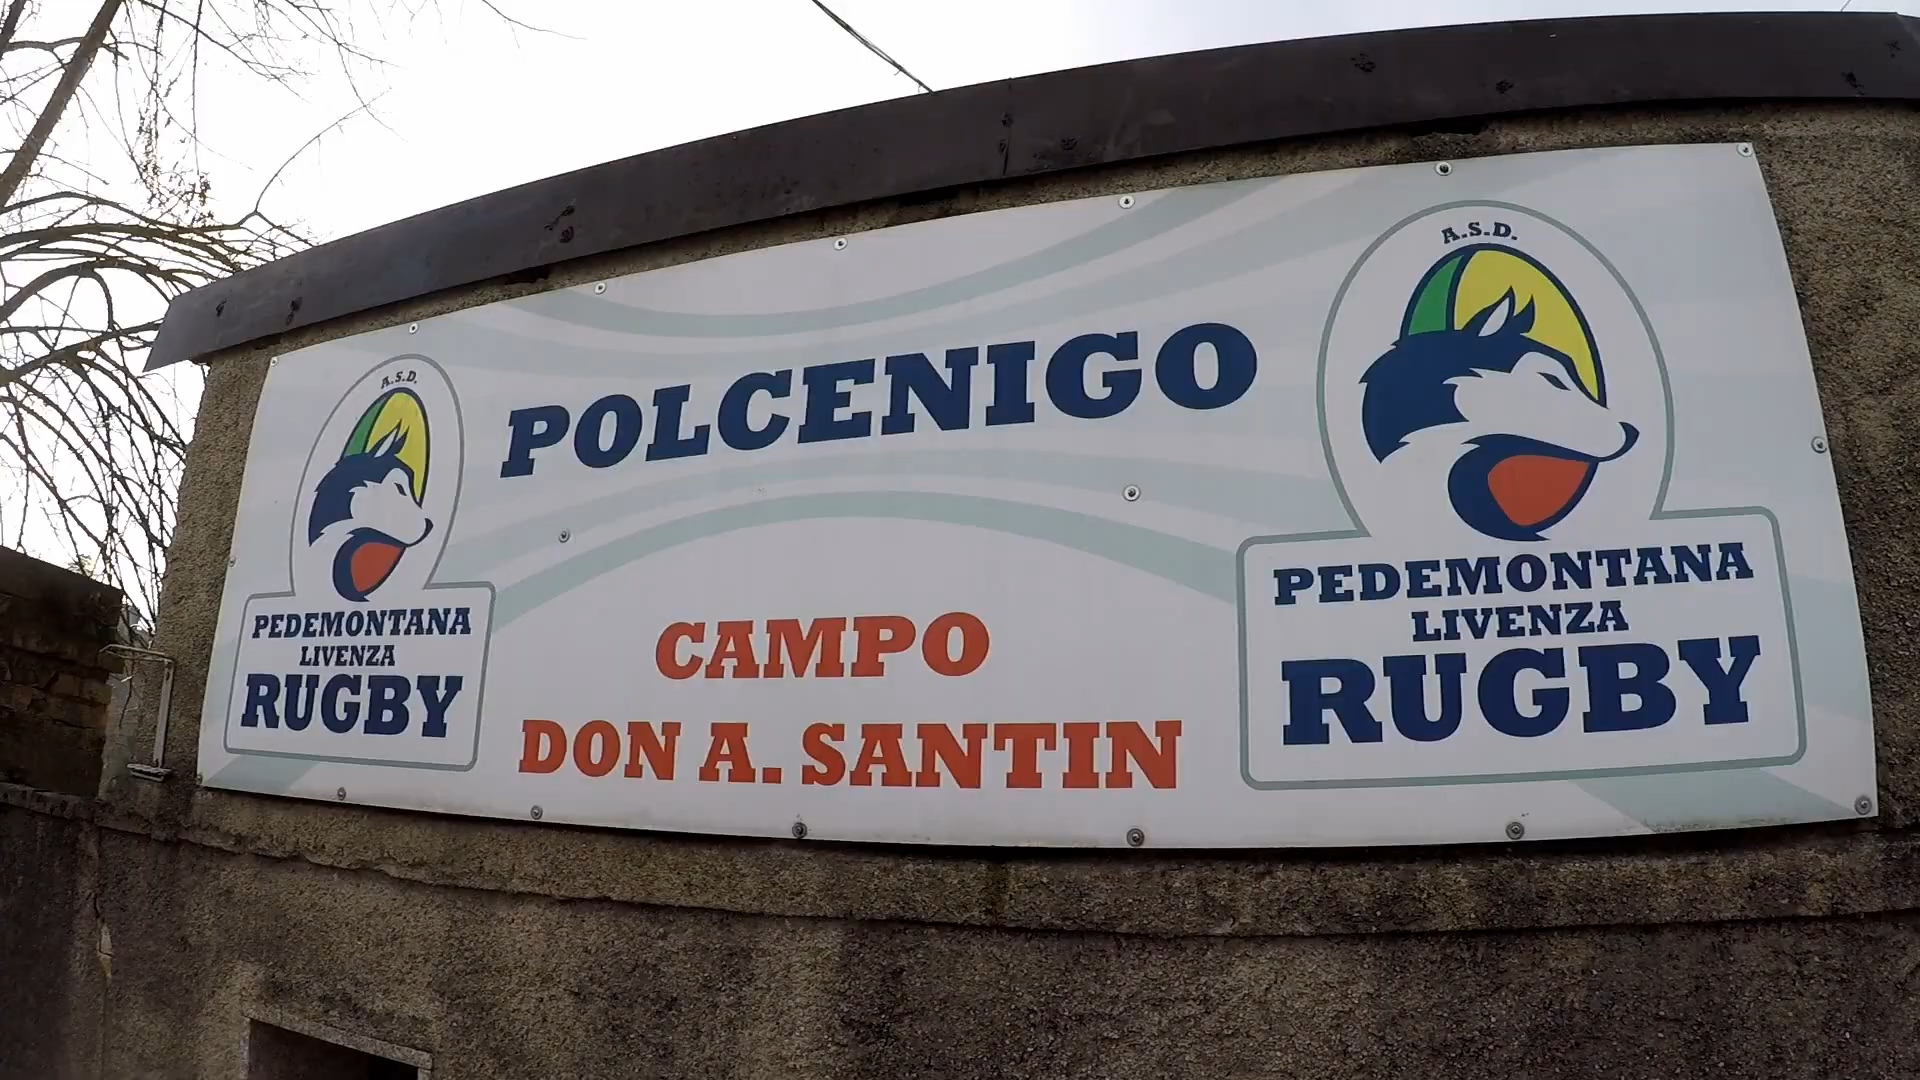 A.S.D.
PEDEMONTANA
LIVENZA
RUGBY
POLCENIGO
CAMPO
DON A. SANTIN
A.S.D.
PEDEMONTANA
LIVENZA
RUGBY